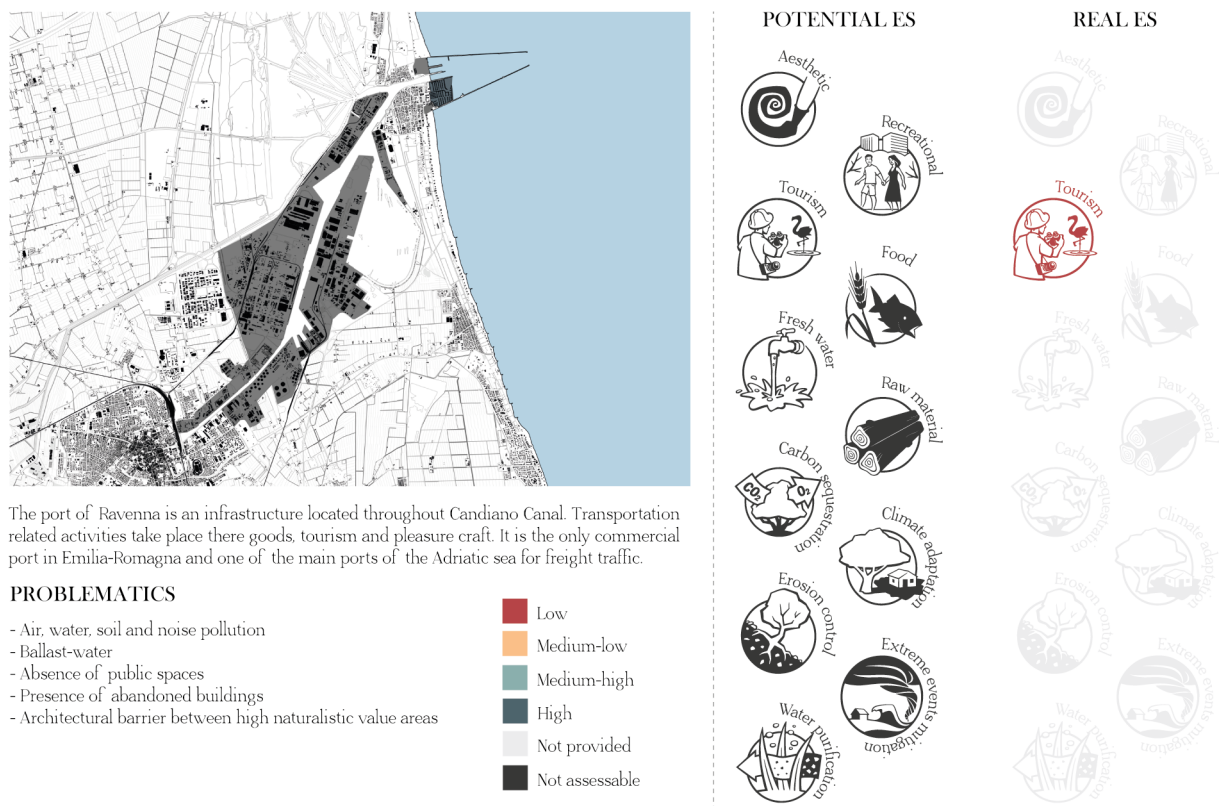 POTENTIAL ES
REAL ES
Aesthetic
Recreational
Tourism
Food
Fresh water
Raw material
Carbon sequestration
CO₂
O₂
Climate adaptation
Erosion control
Extreme events mitigation
Water purification
Aesthetic
Recreational
Tourism
Food
Fresh water
Raw material
Carbon sequestration
CO₂
O₂
Climate adaptation
Erosion control
Extreme events mitigation
Water purification
The port of Ravenna is an infrastructure located throughout Candiano Canal. Transportation
related activities take place there goods, tourism and pleasure craft. It is the only commercial
port in Emilia-Romagna and one of the main ports of the Adriatic sea for freight traffic.
PROBLEMATICS
- Air, water, soil and noise pollution
- Ballast-water
- Absence of public spaces
- Presence of abandoned buildings
- Architectural barrier between high naturalistic value areas
Low
Medium-low
Medium-high
High
Not provided
Not assessable